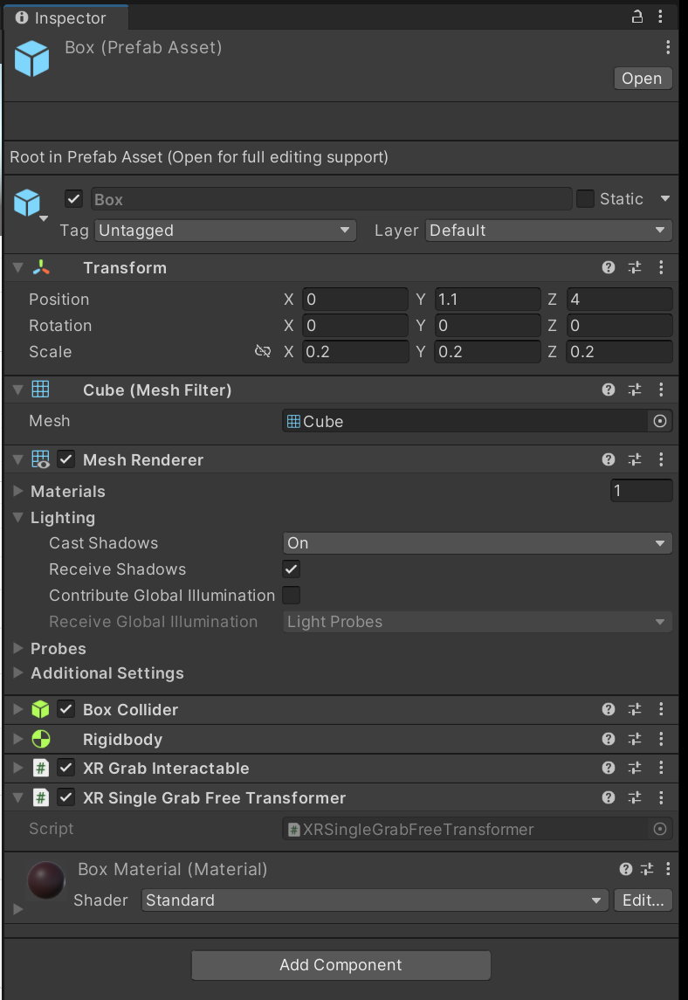 Inspector
Box (Prefab Asset)
Open
Root in Prefab Asset (Open for full editing support)
Box Static
Tag Untagged Layer Default
Transform
Position X 0 Y 1.1 Z 4
Rotation X 0 Y 0 Z 0
Scale X 0.2 Y 0.2 Z 0.2
Cube (Mesh Filter)
Mesh Cube
Mesh Renderer
Materials 1
Lighting
Cast Shadows On
Receive Shadows
Contribute Global Illumination
Receive Global Illumination Light Probes
Probes
Additional Settings
Box Collider
Rigidbody
# XR Grab Interactable
# XR Single Grab Free Transformer
Script # XRSingleGrabFreeTransformer
Box Material (Material)
Shader Standard Edit...
Add Component